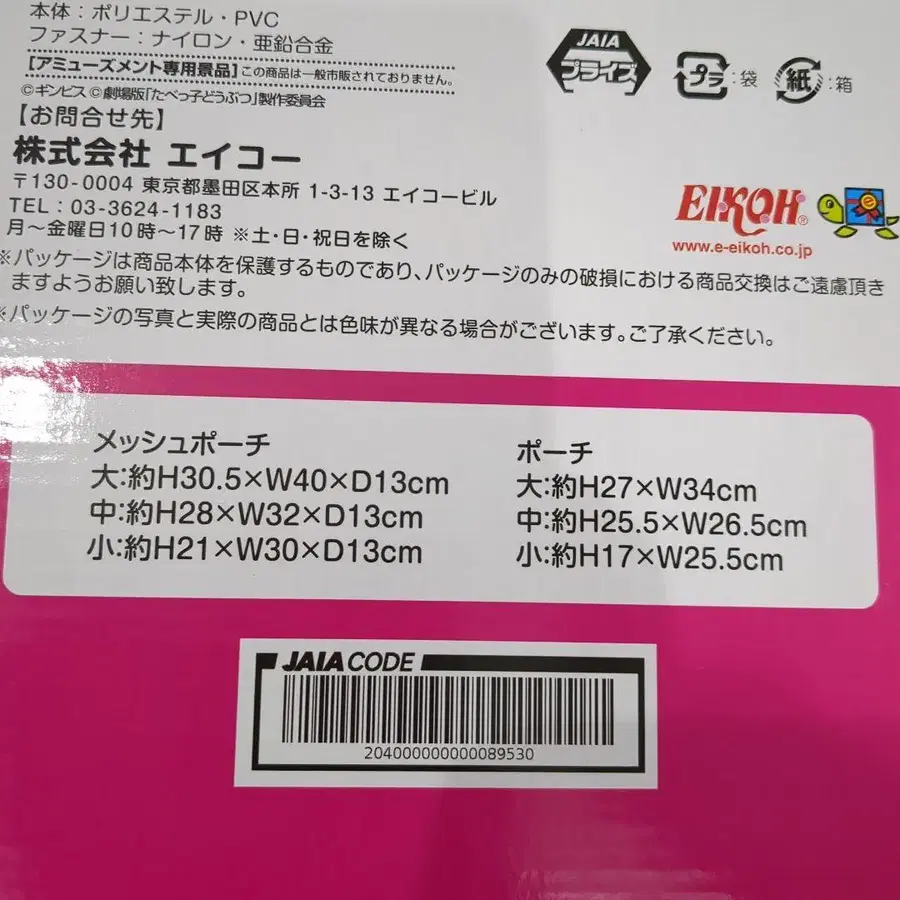 本体：ポリエステル・PVC
ファスナー：ナイロン・亜鉛合金
【アミューズメント専用景品】この商品は一般市販されておりません。
©ギンビス ©劇場版「たべっ子どうぶつ」製作委員会
【お問合せ先】
株式会社 エイコー
〒130-0004 東京都墨田区本所 1-3-13 エイコービル
TEL：03-3624-1183
月～金曜日10時～17時 ※土・日・祝日を除く
JAIA
プライズ
プラ：袋
紙：箱
EIKOH®
e
www.e-eikoh.co.jp
※パッケージは商品本体を保護するものであり、パッケージのみの破損における商品交換はご遠慮頂き
ますようお願い致します。
※パッケージの写真と実際の商品とは色味が異なる場合がございます。ご了承ください。
メッシュポーチ
大：約H30.5×W40×D13cm
中：約H28×W32×D13cm
小：約H21×W30×D13cm
ポーチ
大：約H27×W34cm
中：約H25.5×W26.5cm
小：約H17×W25.5cm
JAIA CODE
204000000000089530